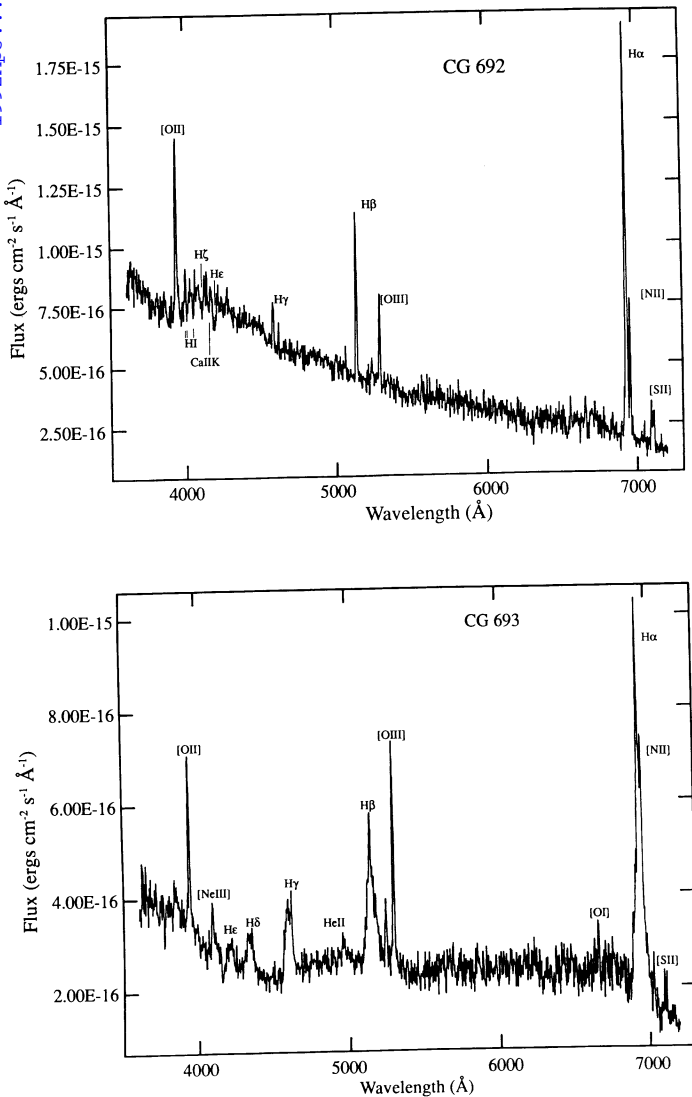 1.75E-15
1.50E-15
1.25E-15
1.00E-15
7.50E-16
5.00E-16
2.50E-16
Flux (ergs cm⁻² s⁻¹ Å⁻¹)
CG 692
[OII]
Hζ
Hε
HI
CaIIK
Hγ
Hβ
[OIII]
Hα
[NII]
[SII]
4000
5000
6000
7000
Wavelength (Å)
1.00E-15
8.00E-16
6.00E-16
4.00E-16
2.00E-16
Flux (ergs cm⁻² s⁻¹ Å⁻¹)
CG 693
[OII]
[NeIII]
Hε
Hδ
Hγ
HeII
Hβ
[OIII]
[OI]
Hα
[NII]
[SII]
4000
5000
6000
7000
Wavelength (Å)